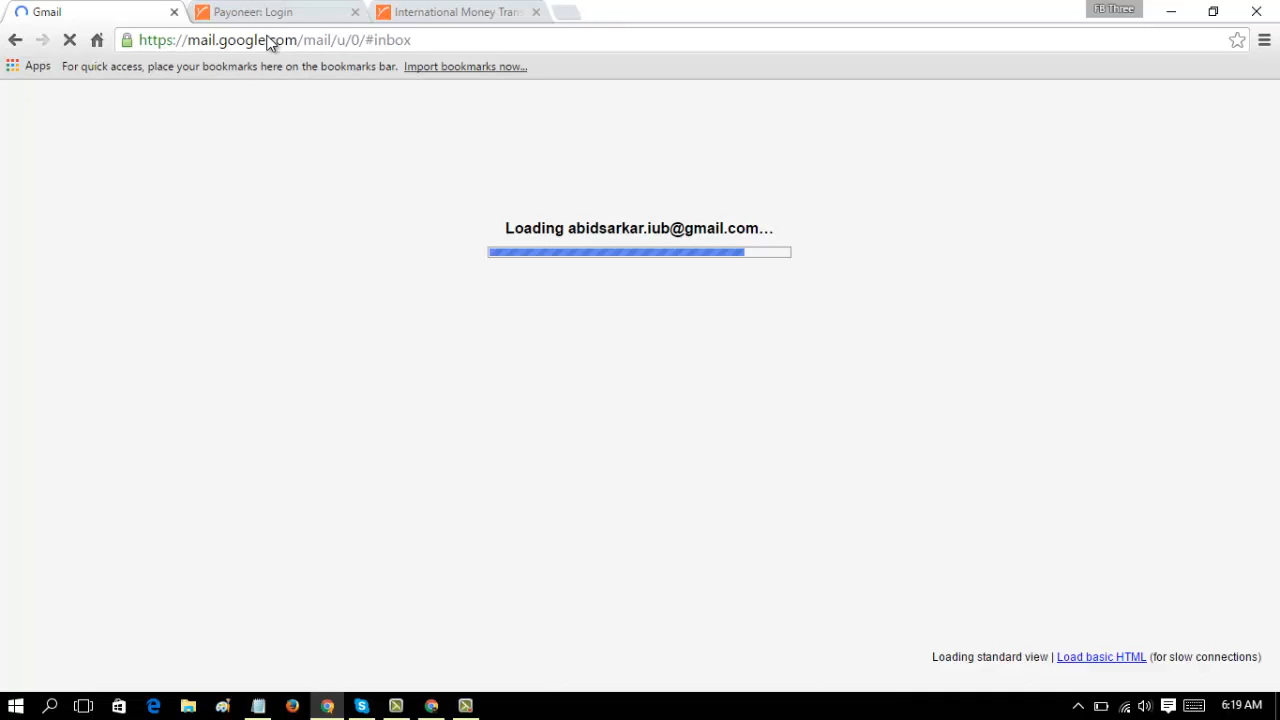 Gmail
Payoneer: Login
International Money Tran
FB Three
https://mail.google.com/mail/u/0/#inbox
Apps
For quick access, place your bookmarks here on the bookmarks bar. Import bookmarks now...
Loading abidsarkar.iub@gmail.com…
Loading standard view | Load basic HTML (for slow connections)
6:19 AM